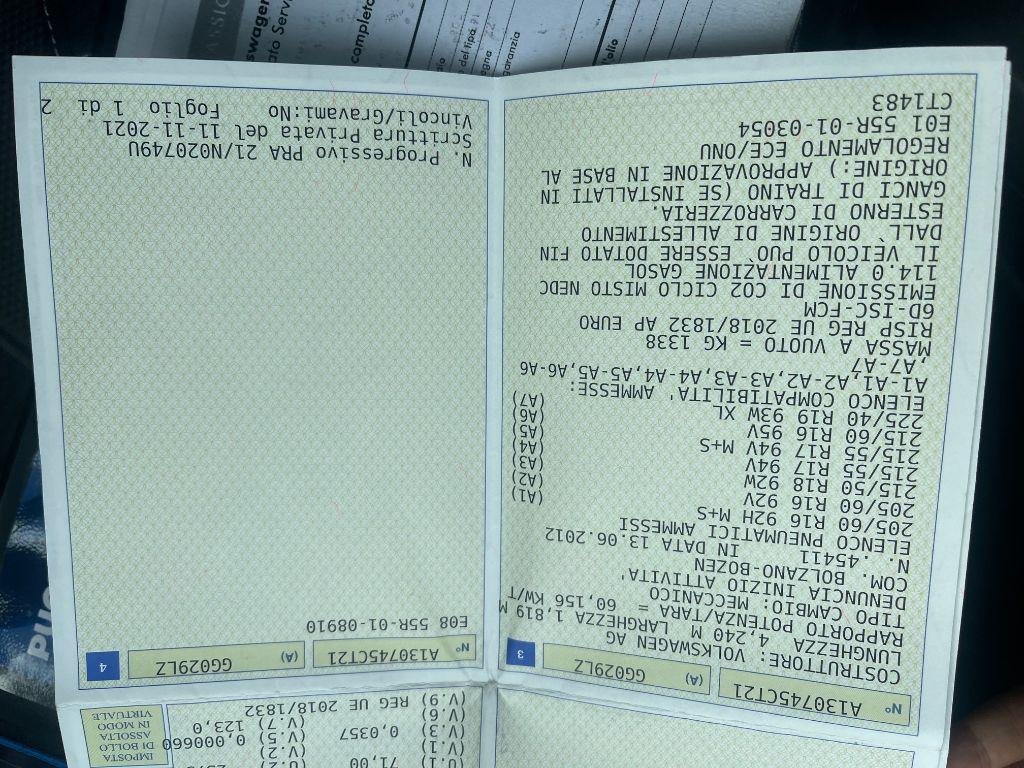 (U.1) 71,00 (U.2)
(V.1) (V.2)
(V.3) 0,0357 (V.5) 0,000660
(V.6) (V.7) 123,0
(V.9) REG UE 2018/1832
IMPOSTA
DI BOLLO
ASSOLTA
IN MODO
VIRTUALE
N° A130745CT21 (A) GG029LZ 3
COSTRUTTORE: VOLKSWAGEN AG
LUNGHEZZA 4,240 M LARGHEZZA 1,819 M
RAPPORTO POTENZA/TARA = 60,156 KW/T
TIPO CAMBIO: MECCANICO
DENUNCIA INIZIO ATTIVITA'
COM. BOLZANO-BOZEN
N. .45411 IN DATA 13.06.2012
ELENCO PNEUMATICI AMMESSI
205/60 R16 92H M+S (A1)
205/60 R16 92V (A2)
215/50 R18 92W (A3)
215/55 R17 94V (A4)
215/55 R17 94V M+S (A5)
215/60 R16 95V (A6)
225/40 R19 93W XL (A7)
ELENCO COMPATIBILITA' AMMESSE:
A1-A1,A2-A2,A3-A3,A4-A4,A5-A5,A6-A6
,A7-A7
MASSA A VUOTO = KG 1338
RISP REG UE 2018/1832 AP EURO
6D-ISC-FCM
EMISSIONE DI CO2 CICLO MISTO NEDC
114.0 ALIMENTAZIONE GASOL
IL VEICOLO PUO` ESSERE DOTATO FIN
DALL` ORIGINE DI ALLESTIMENTO
ESTERNO DI CARROZZERIA.
GANCI DI TRAINO (SE INSTALLATI IN
ORIGINE:) APPROVAZIONE IN BASE AL
REGOLAMENTO ECE/ONU
E01 55R-01-03054
CT1483
N° A130745CT21 (A) GG029LZ 4
E08 55R-01-08910
N. Progressivo PRA 21/N020749U
Scrittura Privata del 11-11-2021
Vincoli/Gravami:No Foglio 1 di 2
completo
garanzia